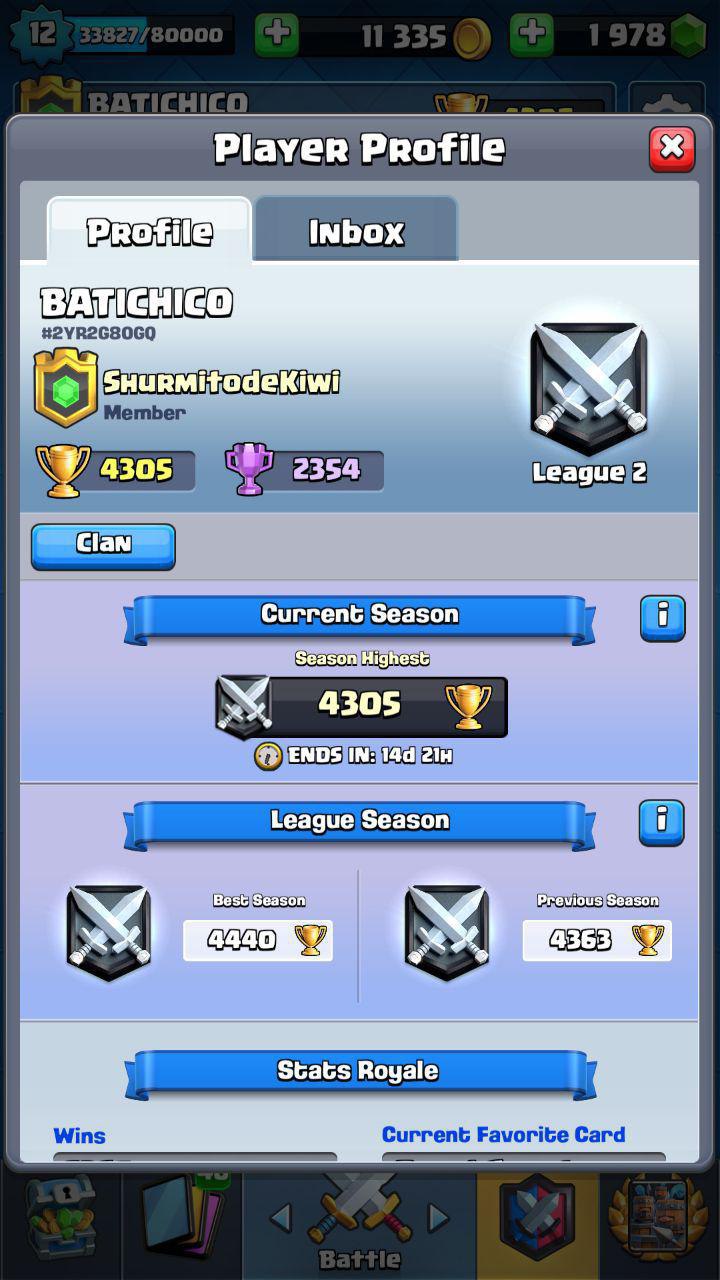 12 33827/80000 11 335 1 978
BATICHICO
Player Profile
Profile Inbox
BATICHICO
#2YR2G80GQ
ShurmitodeKiwi
Member
4305 2354
League 2
Clan
Current Season
Season Highest
4305
ENDS IN: 14d 21h
League Season
Best Season Previous Season
4440 4363
Stats Royale
Wins Current Favorite Card
Battle